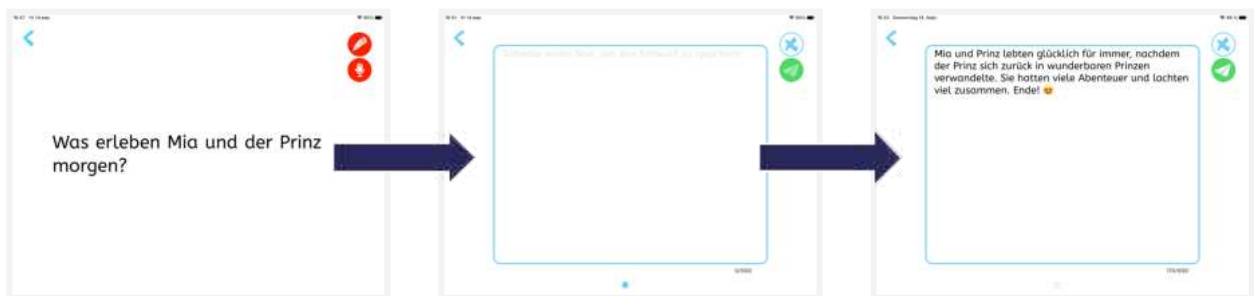 Was erleben Mia und der Prinz
morgen?
Mia und Prinz lebten glücklich für immer, nachdem
der Prinz sich zurück in wunderbaren Prinzen
verwandelte. Sie hatten viele Abenteuer und lachten
viel zusammen. Ende! 😍